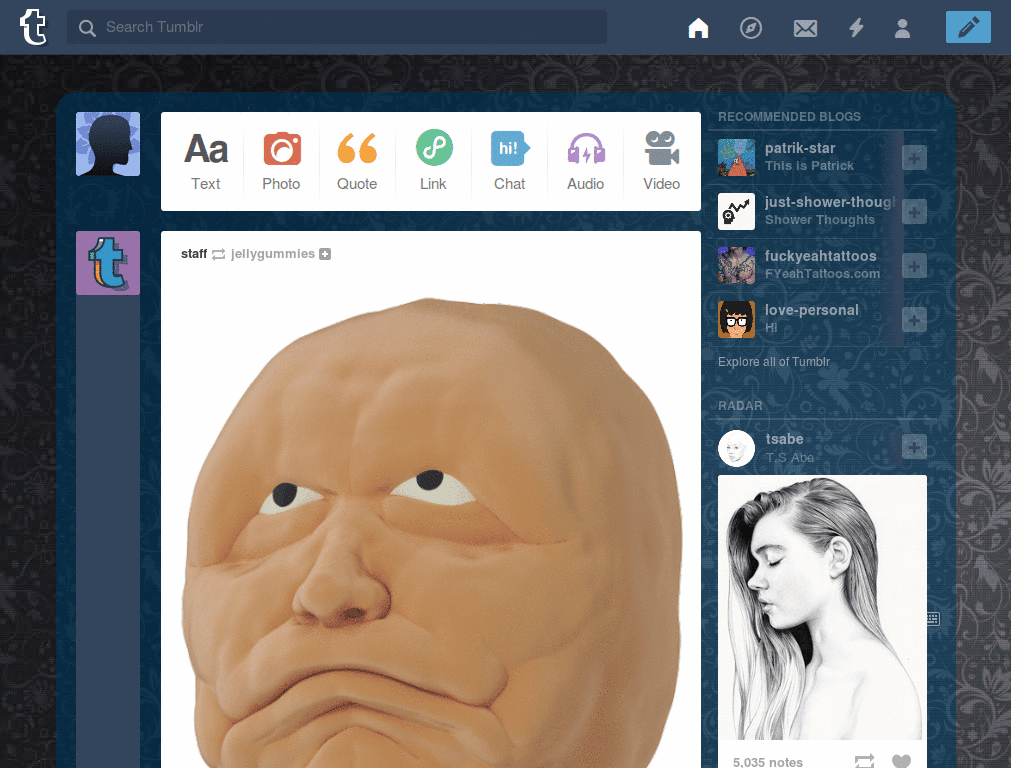 Search Tumblr
Aa
Text
Photo
Quote
Link
hi!
Chat
Audio
Video
staff jellygummies
RECOMMENDED BLOGS
patrik-star
This is Patrick
just-shower-though
Shower Thoughts
fuckyeahtattoos
FYeahTattoos.com
love-personal
Hi
Explore all of Tumblr
RADAR
tsabe
T.S Abe
5,035 notes